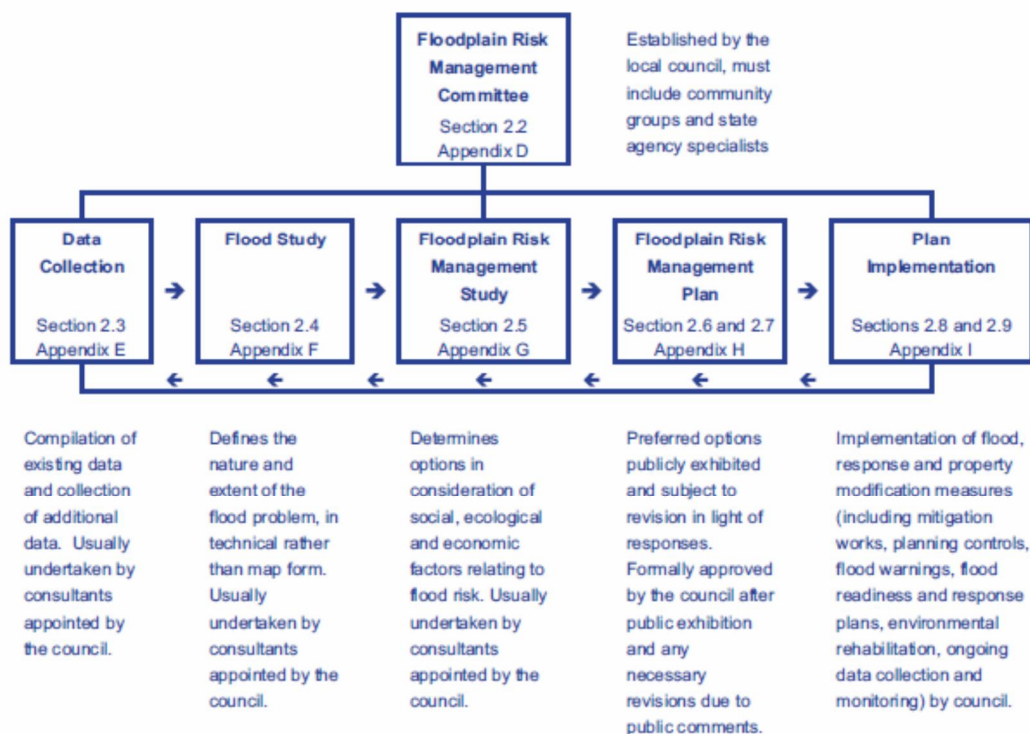 Floodplain Risk
Management
Committee
Section 2.2
Appendix D
Established by the
local council, must
include community
groups and state
agency specialists
Data
Collection
Section 2.3
Appendix E
→
Flood Study
Section 2.4
Appendix F
→
Floodplain Risk
Management
Study
Section 2.5
Appendix G
→
Floodplain Risk
Management
Plan
Section 2.6 and 2.7
Appendix H
→
Plan
Implementation
Sections 2.8 and 2.9
Appendix I
← ← ← ← ← ← ←
Compilation of
existing data
and collection
of additional
data. Usually
undertaken by
consultants
appointed by
the council.
Defines the
nature and
extent of the
flood problem, in
technical rather
than map form.
Usually
undertaken by
consultants
appointed by the
council.
Determines
options in
consideration of
social, ecological
and economic
factors relating to
flood risk. Usually
undertaken by
consultants
appointed by the
council.
Preferred options
publicly exhibited
and subject to
revision in light of
responses.
Formally approved
by the council after
public exhibition
and any
necessary
revisions due to
public comments.
Implementation of flood,
response and property
modification measures
(including mitigation
works, planning controls,
flood warnings, flood
readiness and response
plans, environmental
rehabilitation, ongoing
data collection and
monitoring) by council.